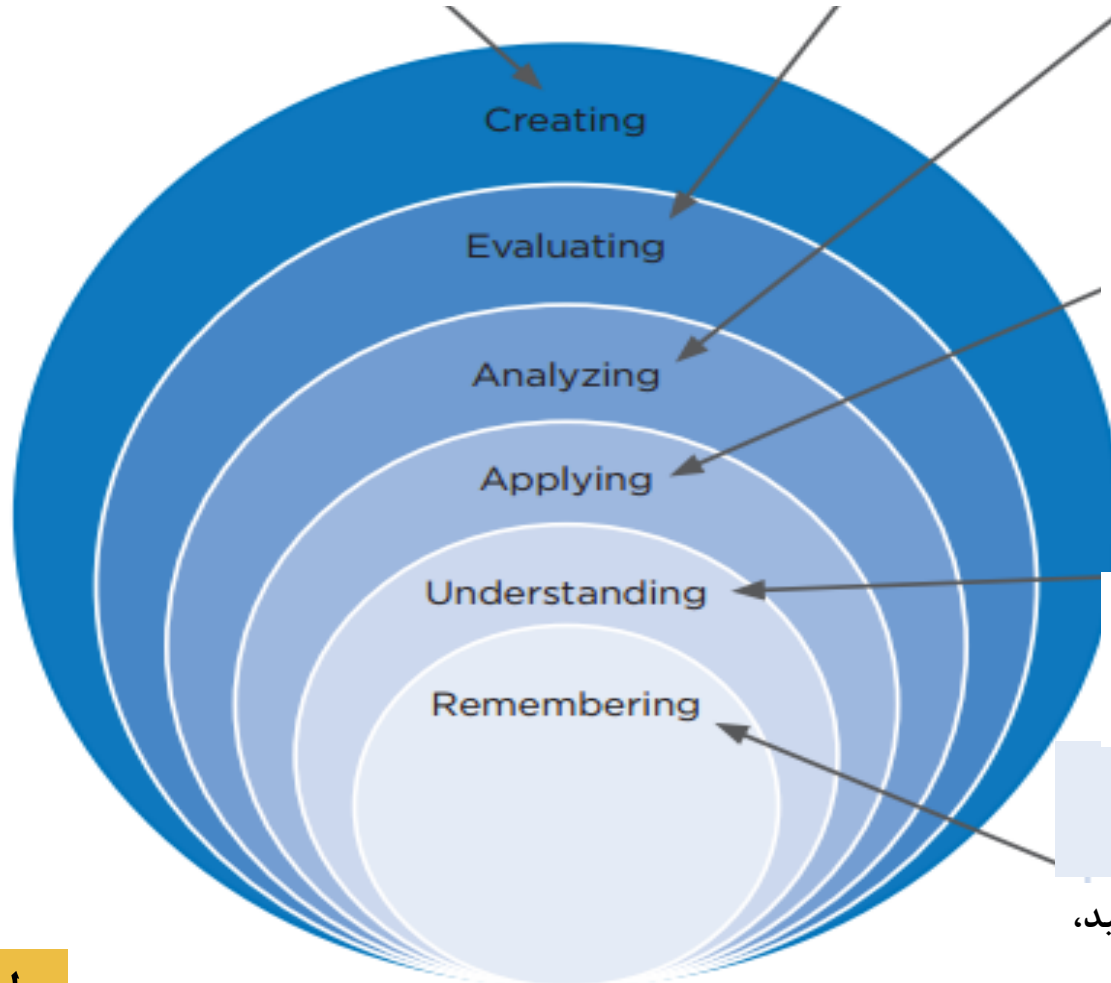 Creating
Evaluating
Analyzing
Applying
Understanding
Remembering